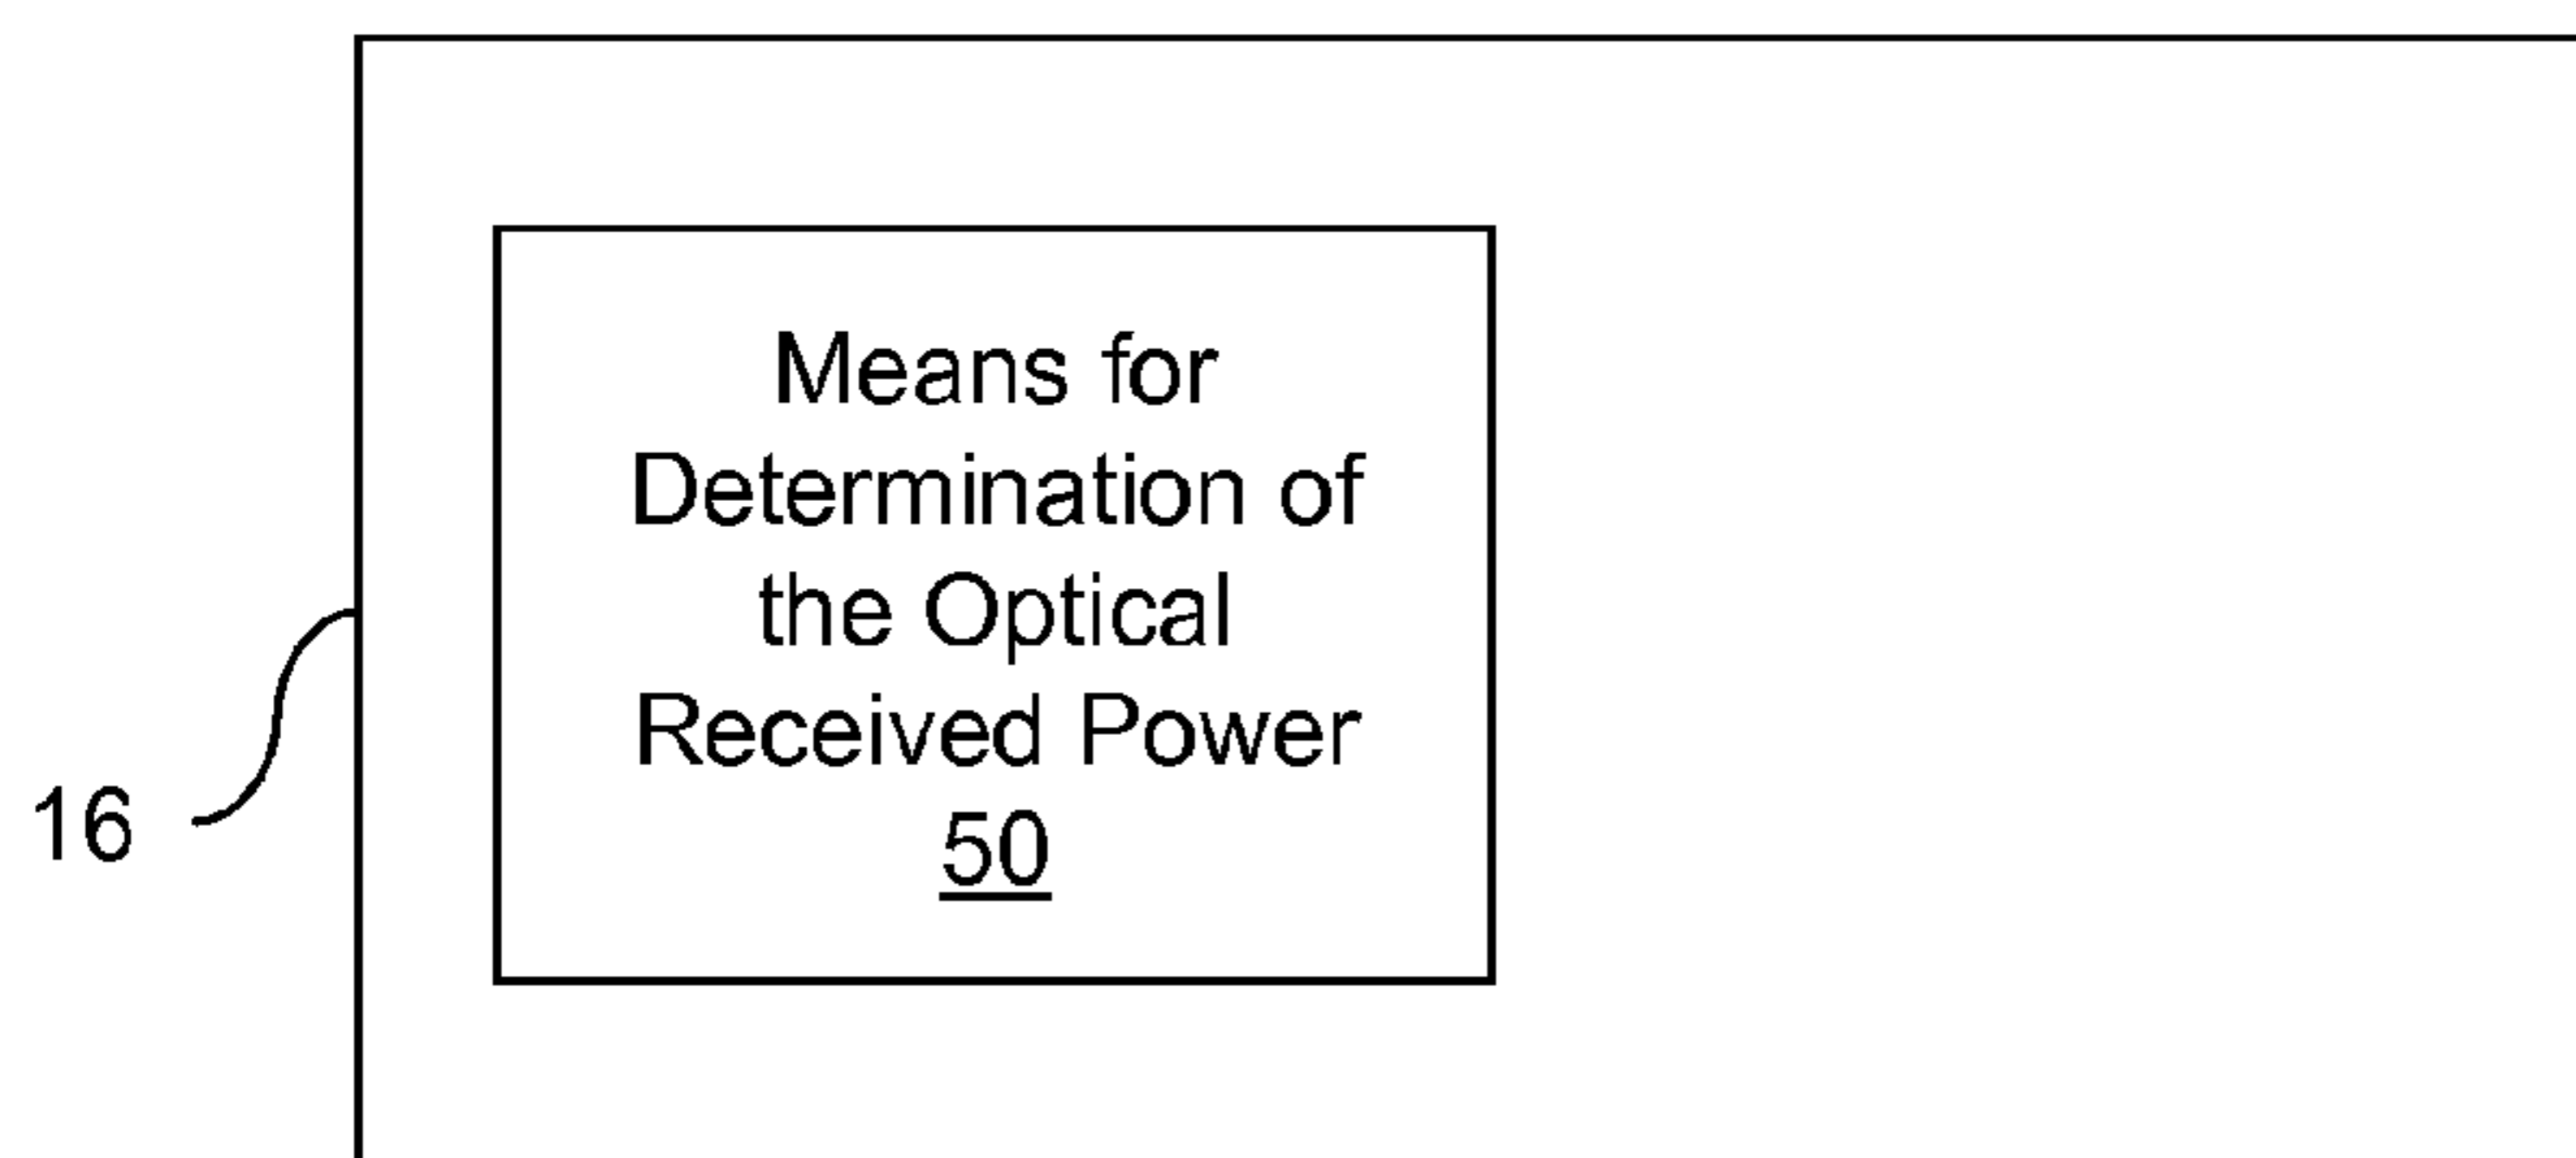 Means for
Determination of
the Optical
Received Power
50
16